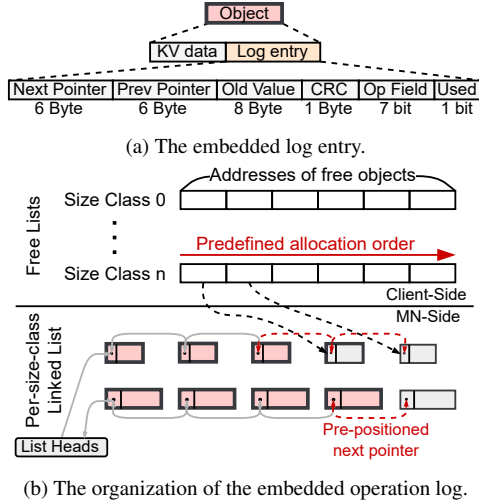 Object
KV data Log entry
Next Pointer Prev Pointer Old Value CRC Op Field Used
6 Byte 6 Byte 8 Byte 1 Byte 7 bit 1 bit
(a) The embedded log entry.
Addresses of free objects
Free Lists
Size Class 0
Predefined allocation order
Size Class n
Client-Side
MN-Side
Per-size-class
Linked List
List Heads
Pre-positioned
next pointer
(b) The organization of the embedded operation log.